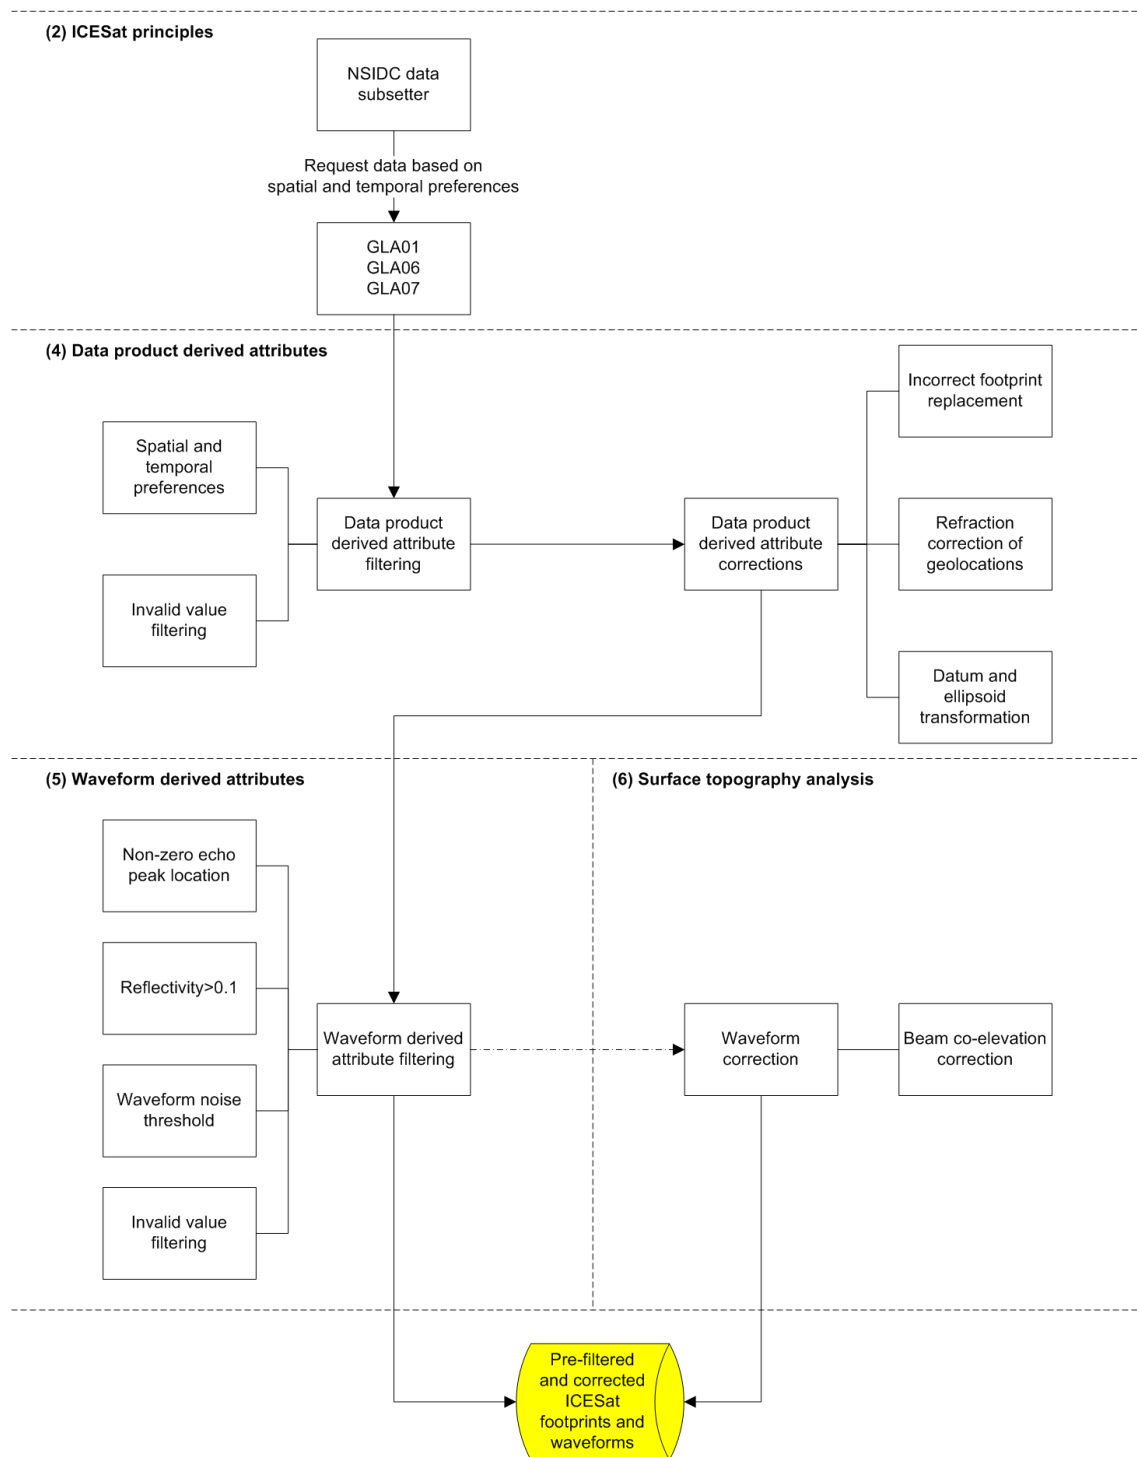 (2) ICESat principles
NSIDC data
subsetter
Request data based on
spatial and temporal preferences
GLA01
GLA06
GLA07
(4) Data product derived attributes
Incorrect footprint
replacement
Spatial and
temporal
preferences
Data product
derived attribute
filtering
Data product
derived attribute
corrections
Refraction
correction of
geolocations
Invalid value
filtering
Datum and
ellipsoid
transformation
(5) Waveform derived attributes
(6) Surface topography analysis
Non-zero echo
peak location
Reflectivity>0.1
Waveform derived
attribute filtering
Waveform
correction
Beam co-elevation
correction
Waveform noise
threshold
Invalid value
filtering
Pre-filtered
and corrected
ICESat
footprints and
waveforms